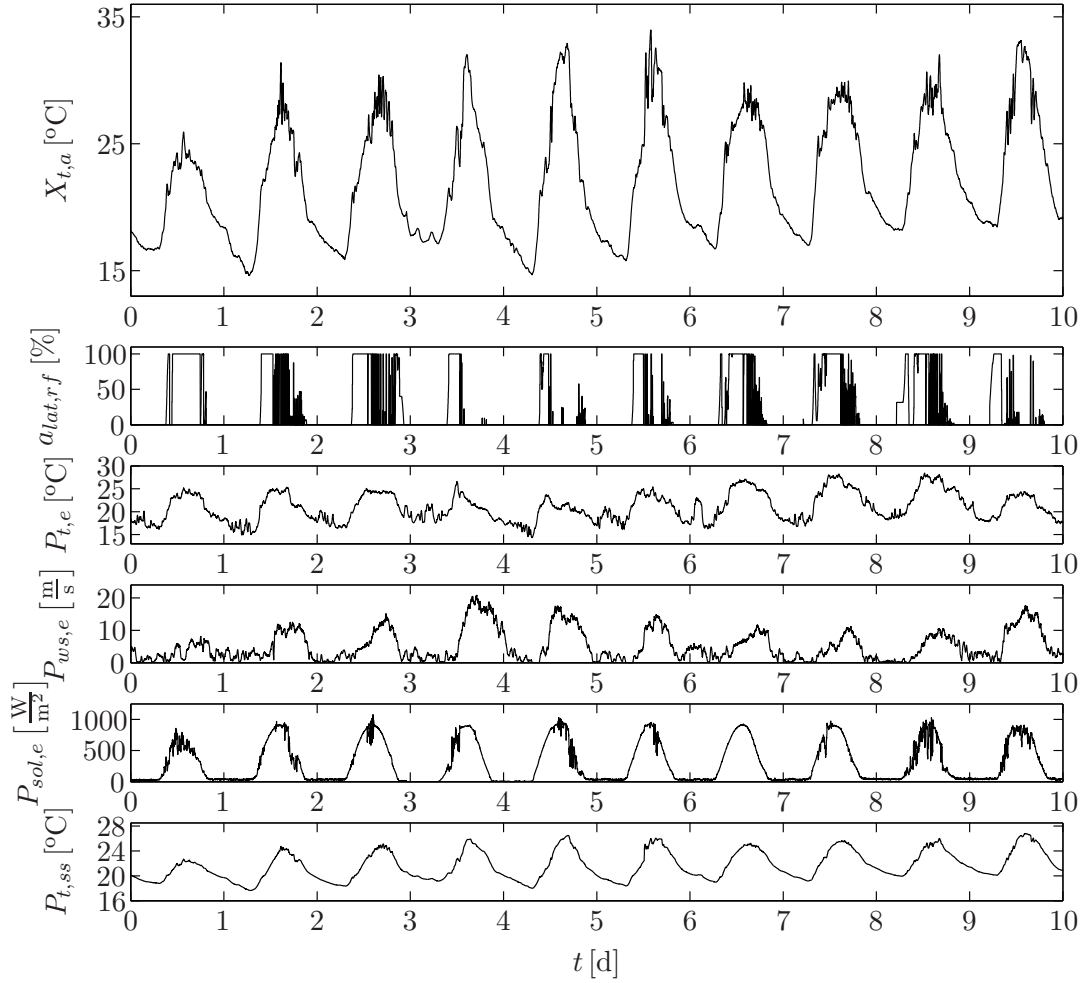 35
25
15
X_{t,a} [°C]
0 1 2 3 4 5 6 7 8 9 10
100
50
0
a_{lat,rf} [%]
0 1 2 3 4 5 6 7 8 9 10
30
25
20
15
P_{t,e} [°C]
0 1 2 3 4 5 6 7 8 9 10
20
10
0
P_{ws,e} [m/s]
0 1 2 3 4 5 6 7 8 9 10
1000
500
0
P_{sol,e} [W/m²]
0 1 2 3 4 5 6 7 8 9 10
28
24
20
16
P_{t,ss} [°C]
0 1 2 3 4 5 6 7 8 9 10
t [d]